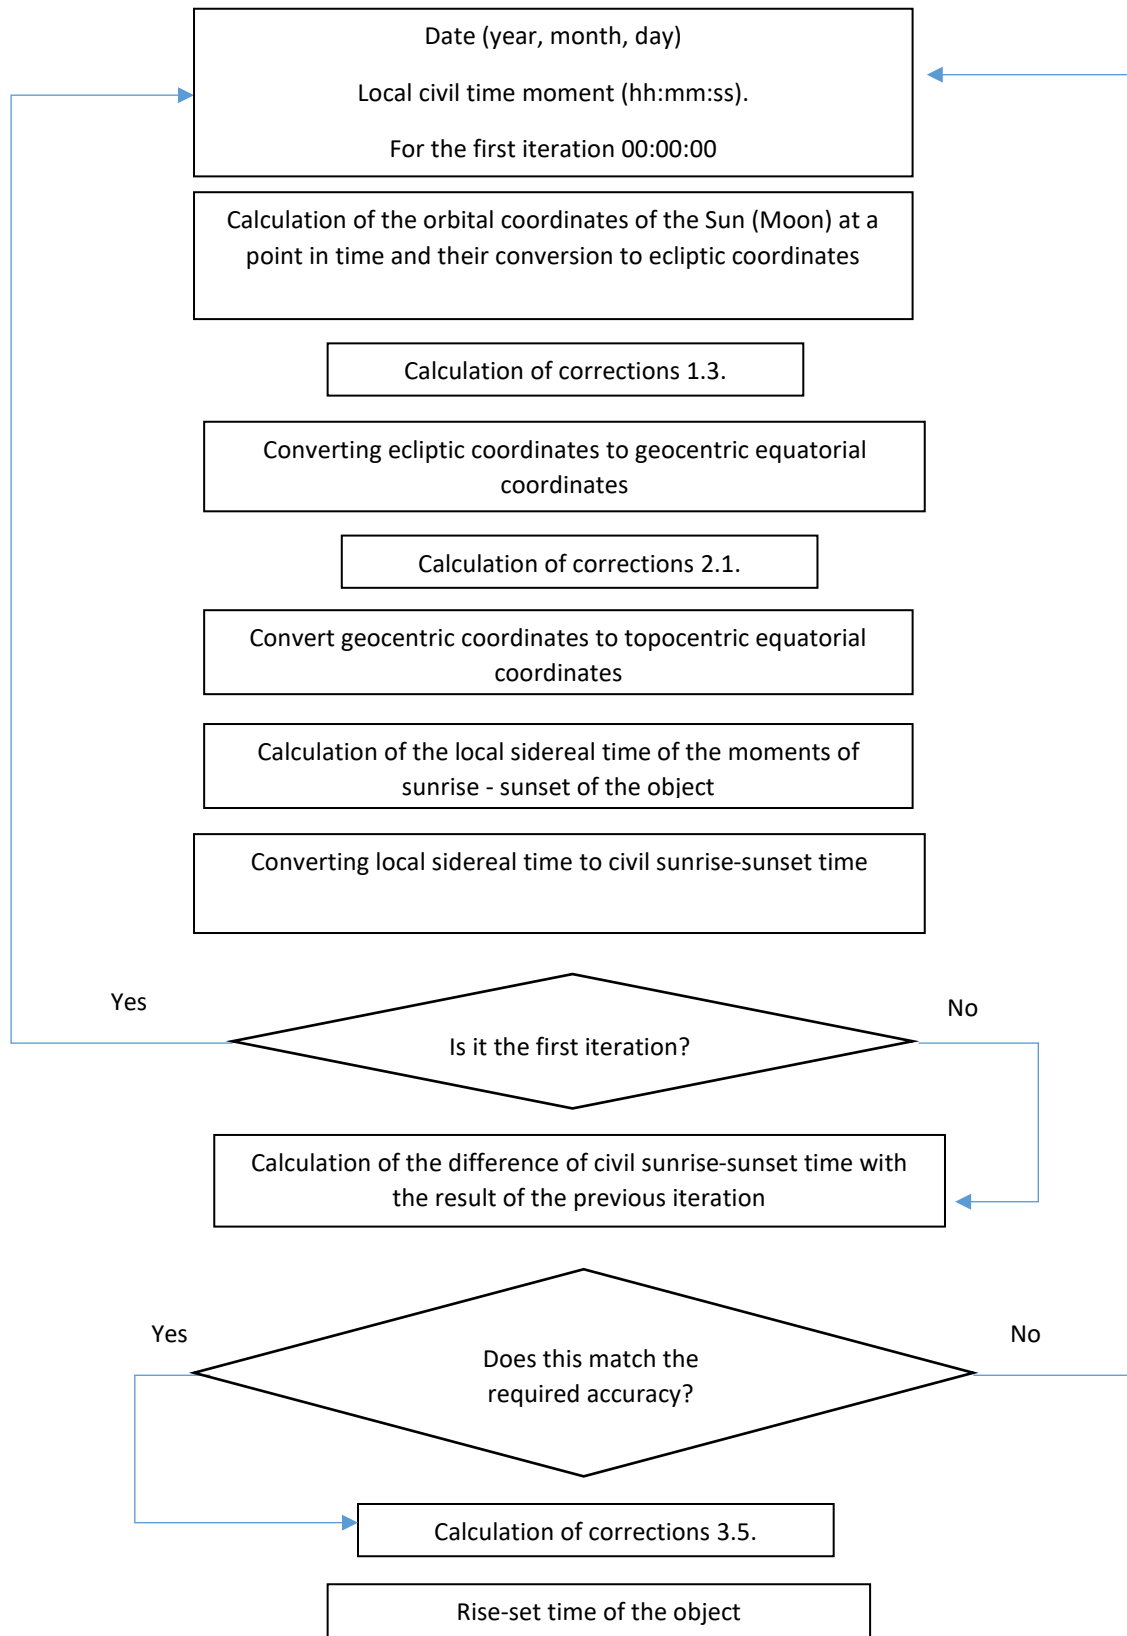 Date (year, month, day)
Local civil time moment (hh:mm:ss).
For the first iteration 00:00:00
Calculation of the orbital coordinates of the Sun (Moon) at a
point in time and their conversion to ecliptic coordinates
Calculation of corrections 1.3.
Converting ecliptic coordinates to geocentric equatorial
coordinates
Calculation of corrections 2.1.
Convert geocentric coordinates to topocentric equatorial
coordinates
Calculation of the local sidereal time of the moments of
sunrise - sunset of the object
Converting local sidereal time to civil sunrise-sunset time
Yes
No
Is it the first iteration?
Calculation of the difference of civil sunrise-sunset time with
the result of the previous iteration
Yes
No
Does this match the
required accuracy?
Calculation of corrections 3.5.
Rise-set time of the object